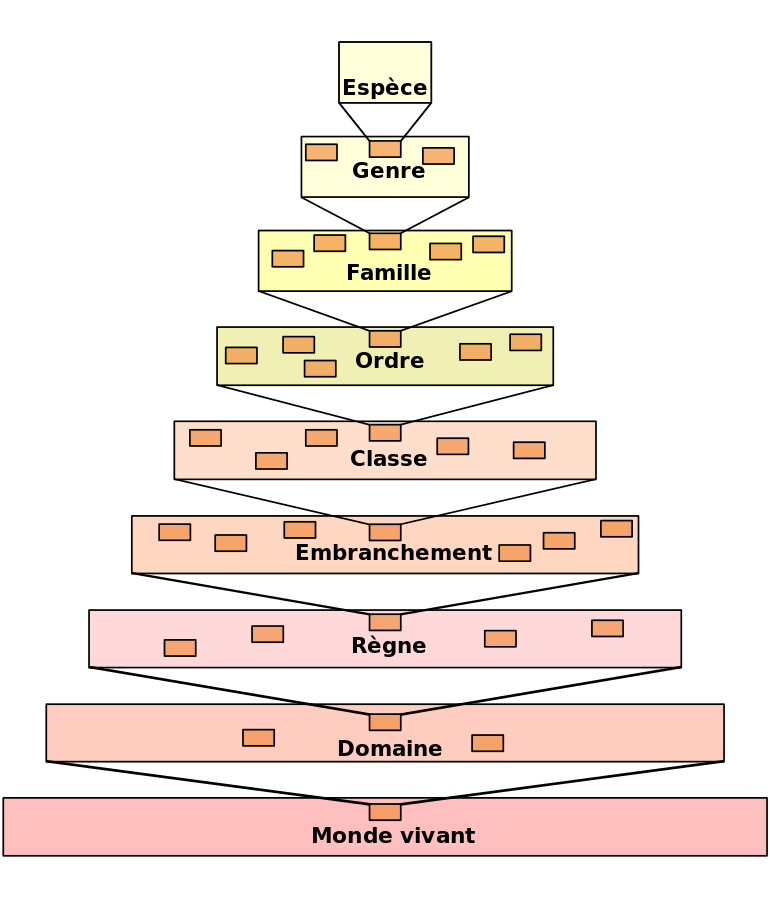 Espèce
Genre
Famille
Ordre
Classe
Embranchement
Règne
Domaine
Monde vivant